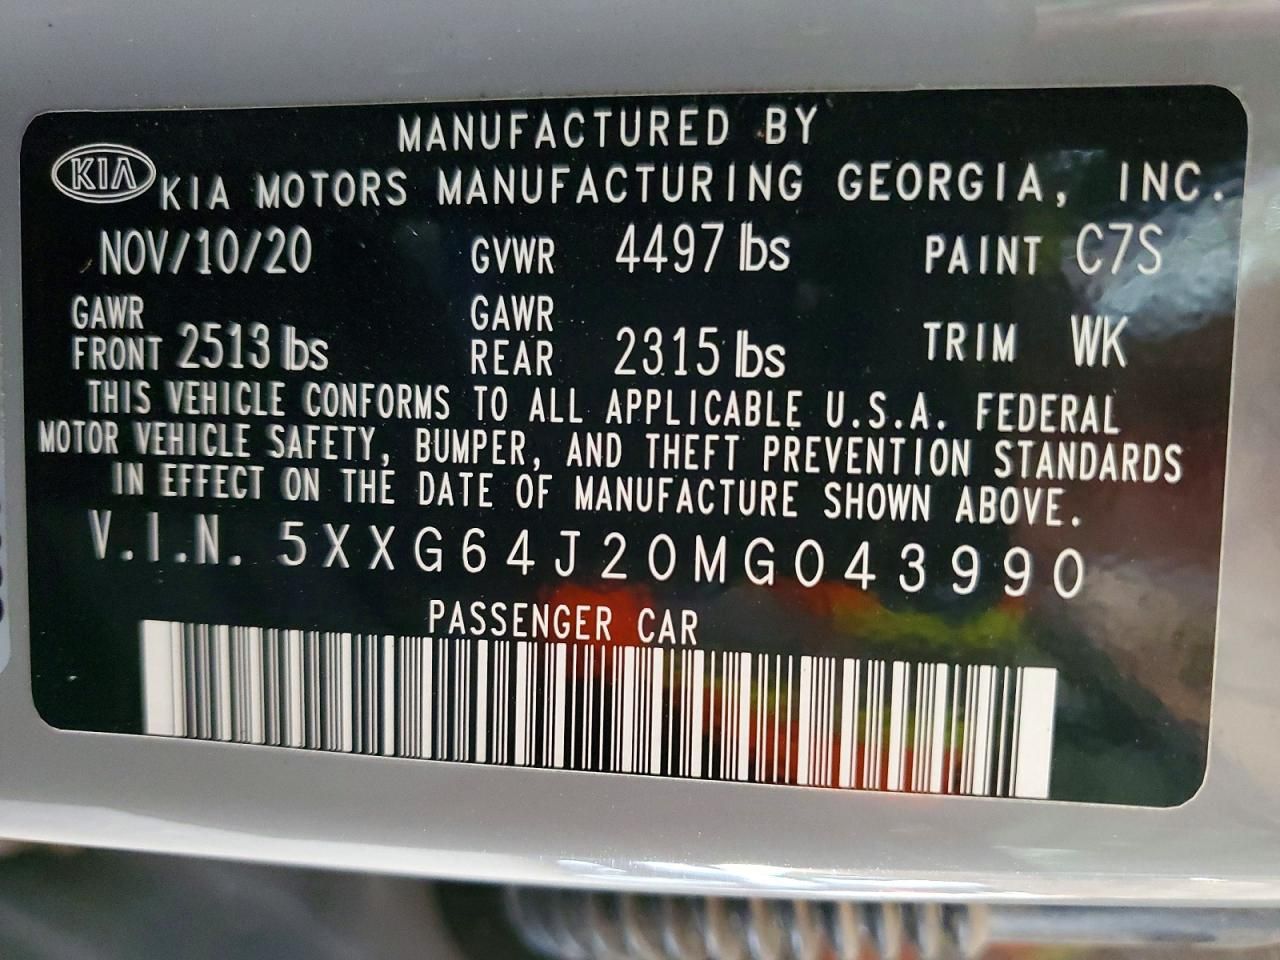 MANUFACTURED BY
KIA KIA MOTORS MANUFACTURING GEORGIA, INC.
NOV/10/20 GVWR 4497 lbs PAINT C7S
GAWR FRONT 2513 lbs GAWR REAR 2315 lbs TRIM WK
THIS VEHICLE CONFORMS TO ALL APPLICABLE U.S.A. FEDERAL
MOTOR VEHICLE SAFETY, BUMPER, AND THEFT PREVENTION STANDARDS
IN EFFECT ON THE DATE OF MANUFACTURE SHOWN ABOVE.
V.I.N. 5XXG64J20MG043990
PASSENGER CAR